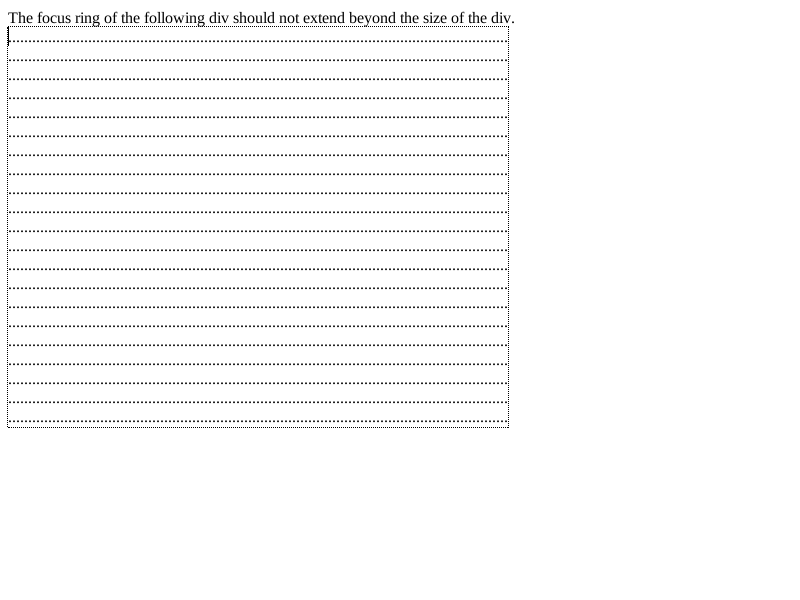 The focus ring of the following div should not extend beyond the size of the div.